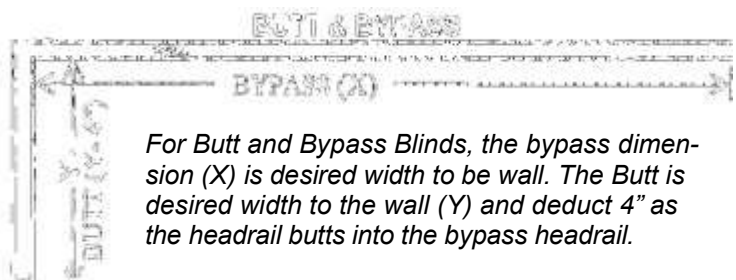 BUTT & BYPASS
BYPASS (X)
BUTT (Y- 4")
For Butt and Bypass Blinds, the bypass dimen-
sion (X) is desired width to be wall. The Butt is
desired width to the wall (Y) and deduct 4” as
the headrail butts into the bypass headrail.